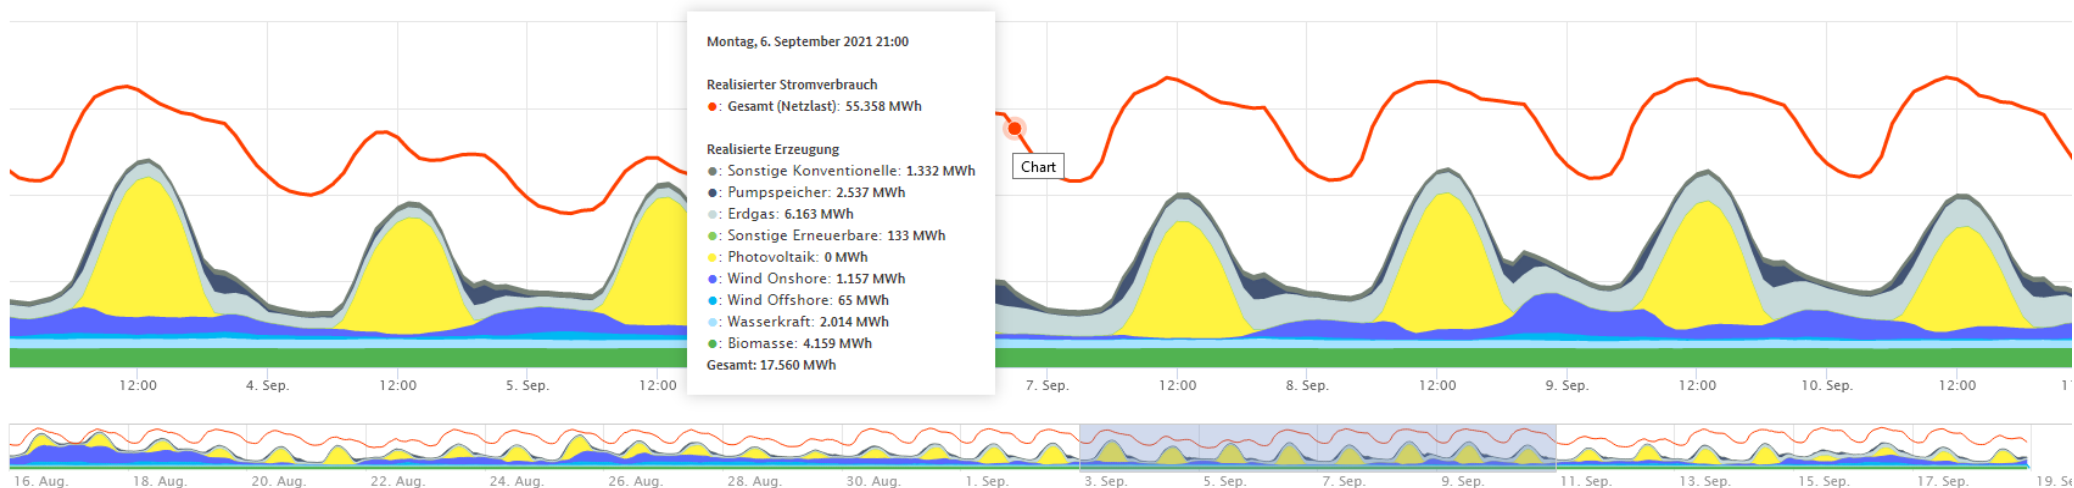 Montag, 6. September 2021 21:00
Realisierter Stromverbrauch
●: Gesamt (Netzlast): 55.358 MWh
Realisierte Erzeugung
●: Sonstige Konventionelle: 1.332 MWh
●: Pumpspeicher: 2.537 MWh
●: Erdgas: 6.163 MWh
●: Sonstige Erneuerbare: 133 MWh
●: Photovoltaik: 0 MWh
●: Wind Onshore: 1.157 MWh
●: Wind Offshore: 65 MWh
●: Wasserkraft: 2.014 MWh
●: Biomasse: 4.159 MWh
Gesamt: 17.560 MWh
Chart
12:00 4. Sep. 12:00 5. Sep. 12:00 7. Sep. 12:00 8. Sep. 12:00 9. Sep. 12:00 10. Sep. 12:00 1
16. Aug. 18. Aug. 20. Aug. 22. Aug. 24. Aug. 26. Aug. 28. Aug. 30. Aug. 1. Sep. 3. Sep. 5. Sep. 7. Sep. 9. Sep. 11. Sep. 13. Sep. 15. Sep. 17. Sep. 19. Se